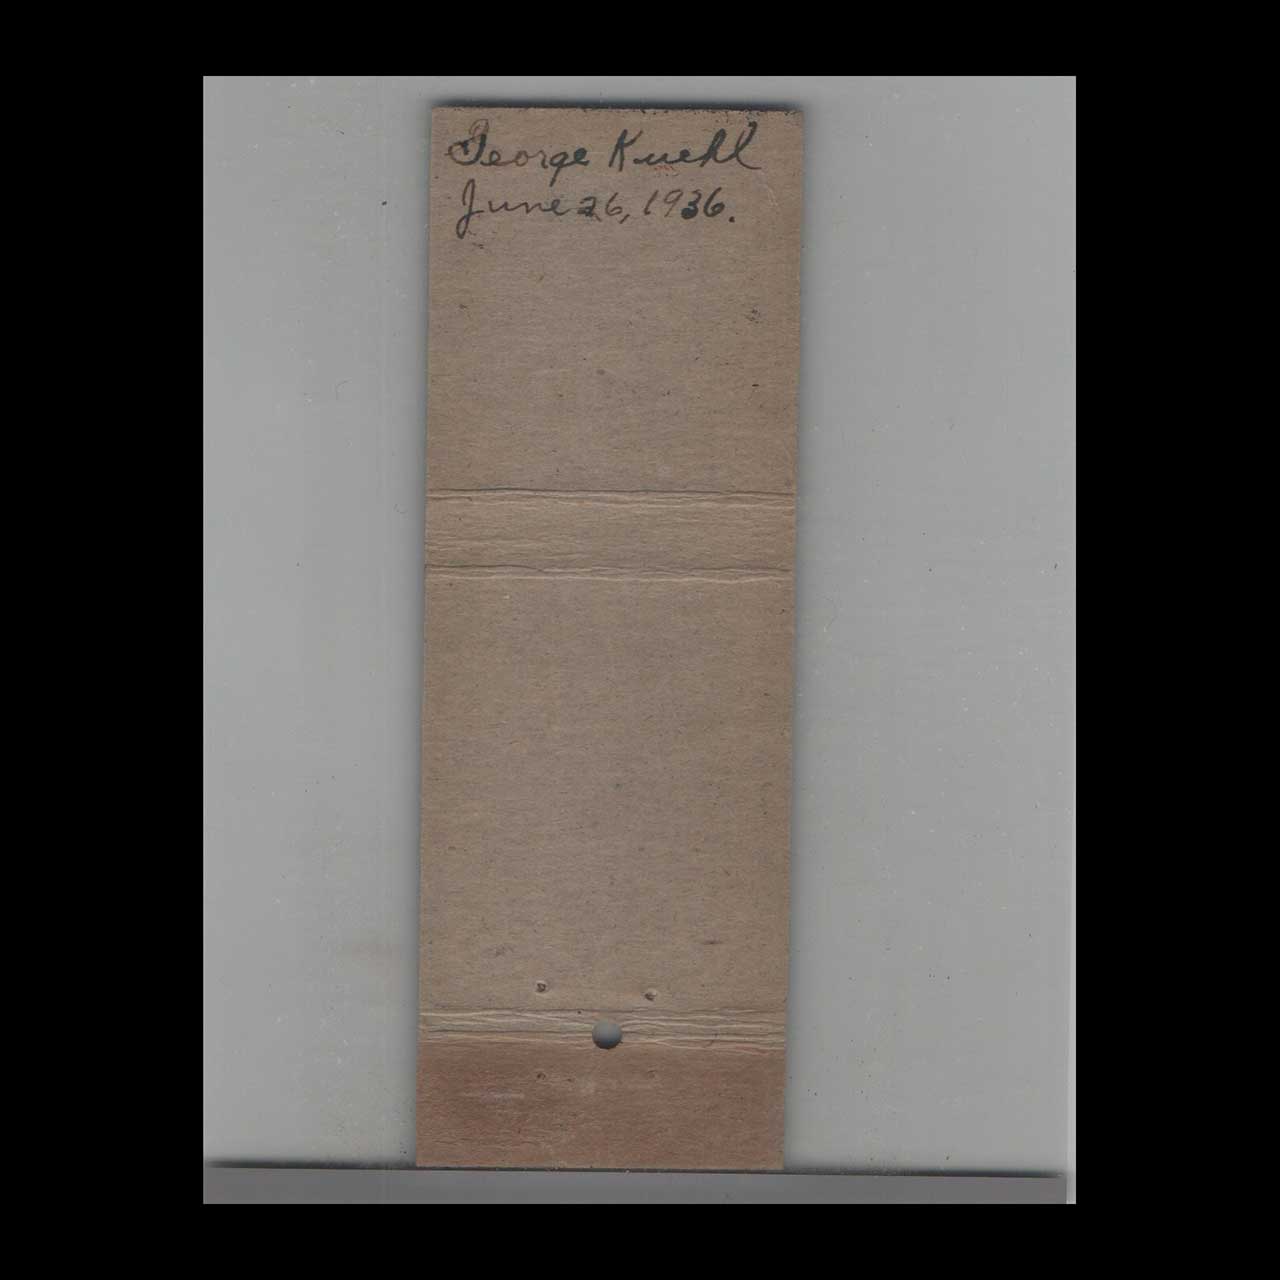 George Kuehl
June 26, 1936.